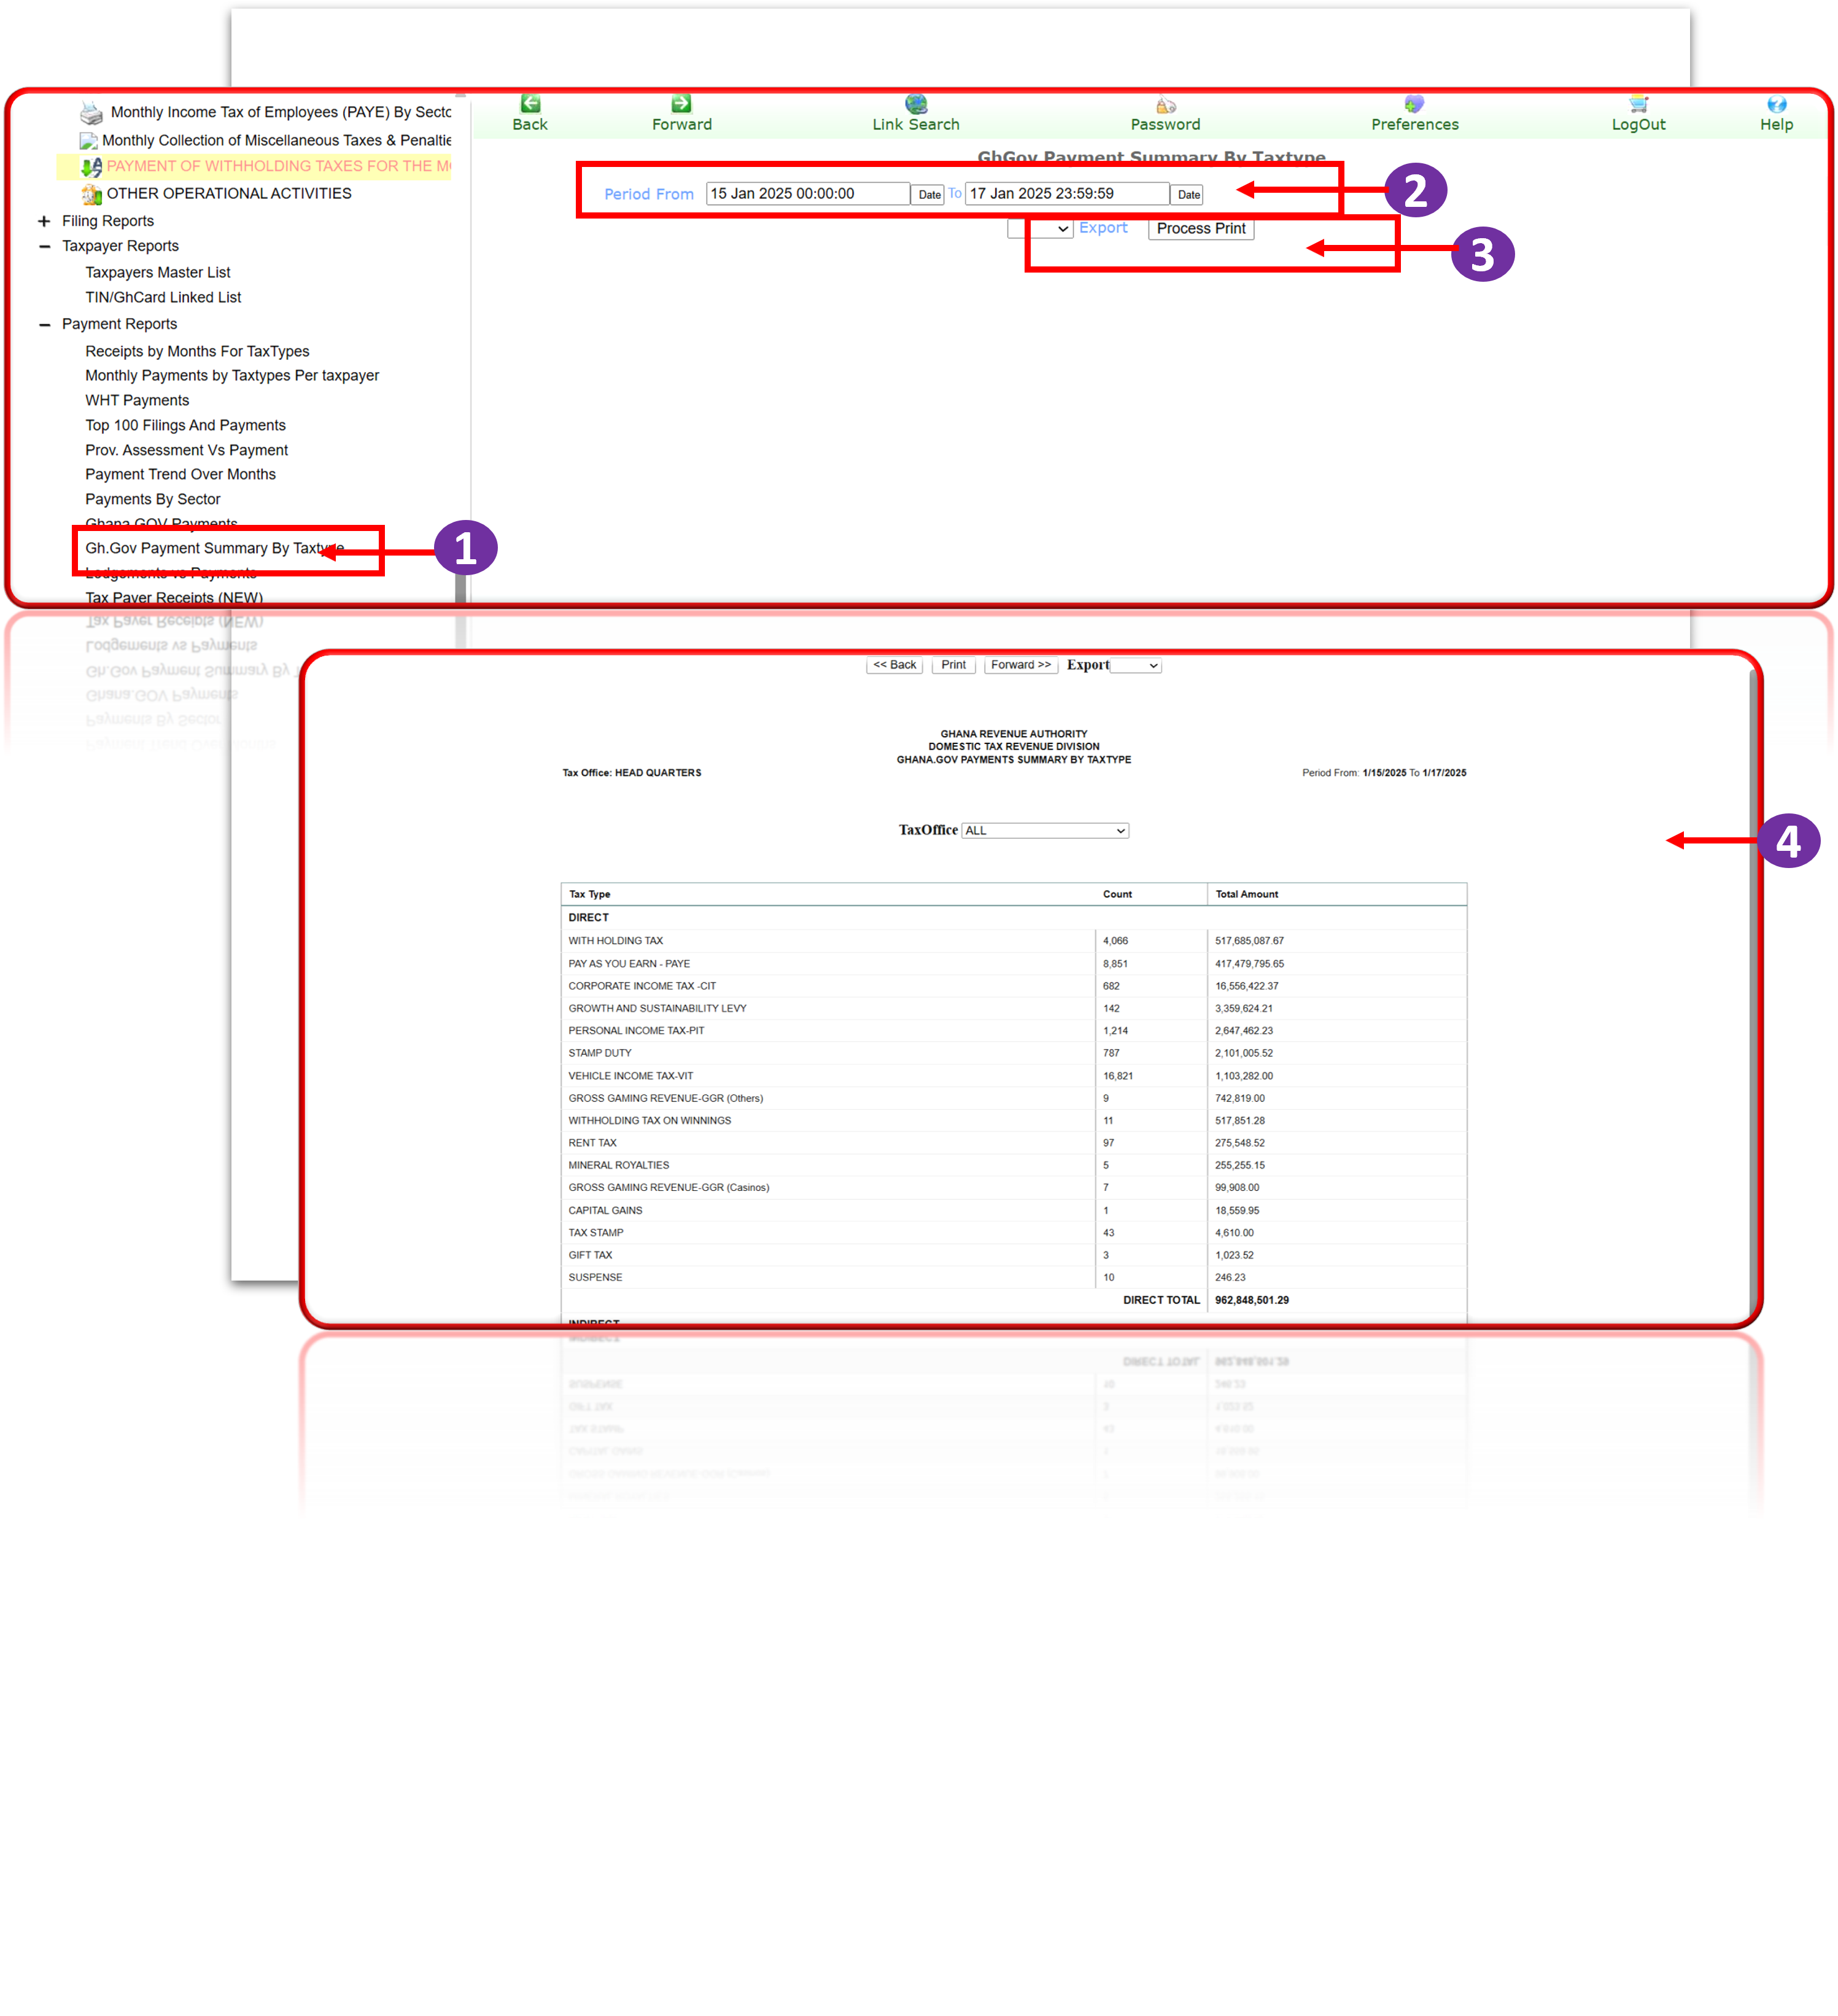 Monthly Income Tax of Employees (PAYE) By Secto
Monthly Collection of Miscellaneous Taxes & Penaltie
PAYMENT OF WITHHOLDING TAXES FOR THE M
OTHER OPERATIONAL ACTIVITIES
Filing Reports
Taxpayer Reports
Taxpayers Master List
TIN/GhCard Linked List
Payment Reports
Receipts by Months For TaxTypes
Monthly Payments by Taxtypes Per taxpayer
WHT Payments
Top 100 Filings And Payments
Prov. Assessment Vs Payment
Payment Trend Over Months
Payments By Sector
Ghana.GOV Payments
Gh.Gov Payment Summary By Taxtype
1
Lodgements vs Payments
Tax Payer Receipts (NEW)
Back Forward Link Search Password Preferences LogOut Help
GhGov Payment Summary By Taxtype
Period From 15 Jan 2025 00:00:00 Date To 17 Jan 2025 23:59:59 Date
2
Export Process Print
3
<< Back Print Forward >> Export
GHANA REVENUE AUTHORITY
DOMESTIC TAX REVENUE DIVISION
GHANA.GOV PAYMENTS SUMMARY BY TAXTYPE
Tax Office: HEAD QUARTERS Period From: 1/15/2025 To 1/17/2025
TaxOffice ALL
4
Tax Type Count Total Amount
DIRECT
WITH HOLDING TAX 4,066 517,685,087.67
PAY AS YOU EARN - PAYE 8,851 417,479,795.65
CORPORATE INCOME TAX -CIT 682 16,556,422.37
GROWTH AND SUSTAINABILITY LEVY 142 3,359,624.21
PERSONAL INCOME TAX-PIT 1,214 2,647,462.23
STAMP DUTY 787 2,101,005.52
VEHICLE INCOME TAX-VIT 16,821 1,103,282.00
GROSS GAMING REVENUE-GGR (Others) 9 742,819.00
WITHHOLDING TAX ON WINNINGS 11 517,851.28
RENT TAX 97 275,548.52
MINERAL ROYALTIES 5 255,255.15
GROSS GAMING REVENUE-GGR (Casinos) 7 99,908.00
CAPITAL GAINS 1 18,559.95
TAX STAMP 43 4,610.00
GIFT TAX 3 1,023.52
SUSPENSE 10 246.23
DIRECT TOTAL 962,848,501.29
INDIRECT